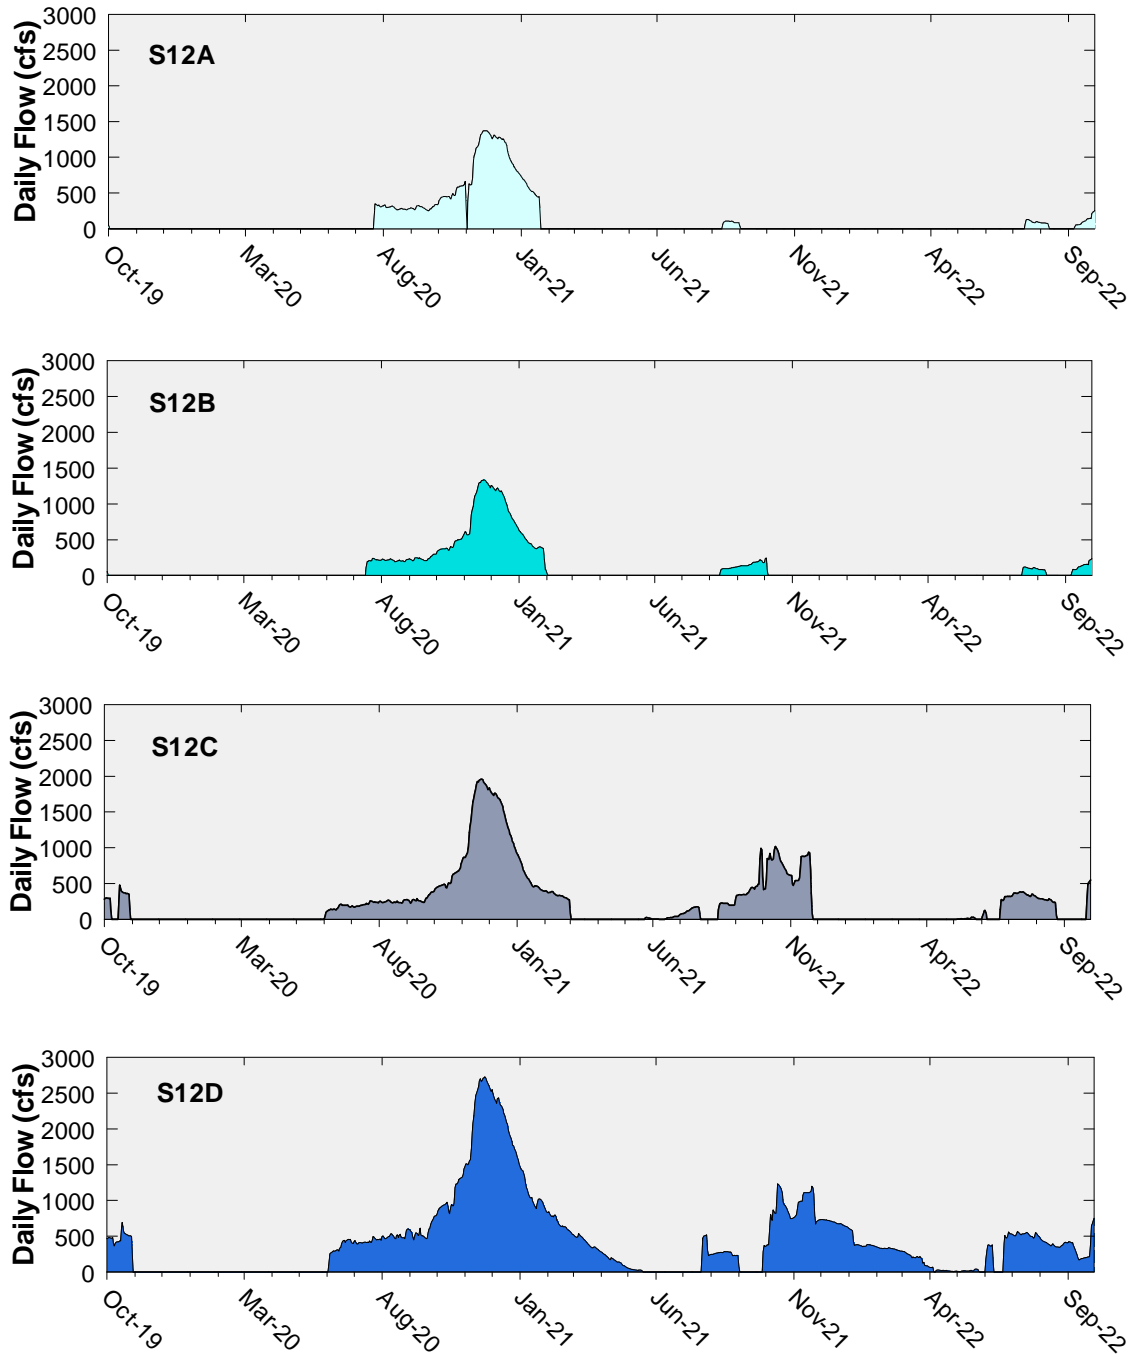 3000
2500
2000
1500
1000
500
0
Daily Flow (cfs)
S12A
Oct-19
Mar-20
Aug-20
Jan-21
Jun-21
Nov-21
Apr-22
Sep-22
3000
2500
2000
1500
1000
500
0
Daily Flow (cfs)
S12B
Oct-19
Mar-20
Aug-20
Jan-21
Jun-21
Nov-21
Apr-22
Sep-22
3000
2500
2000
1500
1000
500
0
Daily Flow (cfs)
S12C
Oct-19
Mar-20
Aug-20
Jan-21
Jun-21
Nov-21
Apr-22
Sep-22
3000
2500
2000
1500
1000
500
0
Daily Flow (cfs)
S12D
Oct-19
Mar-20
Aug-20
Jan-21
Jun-21
Nov-21
Apr-22
Sep-22